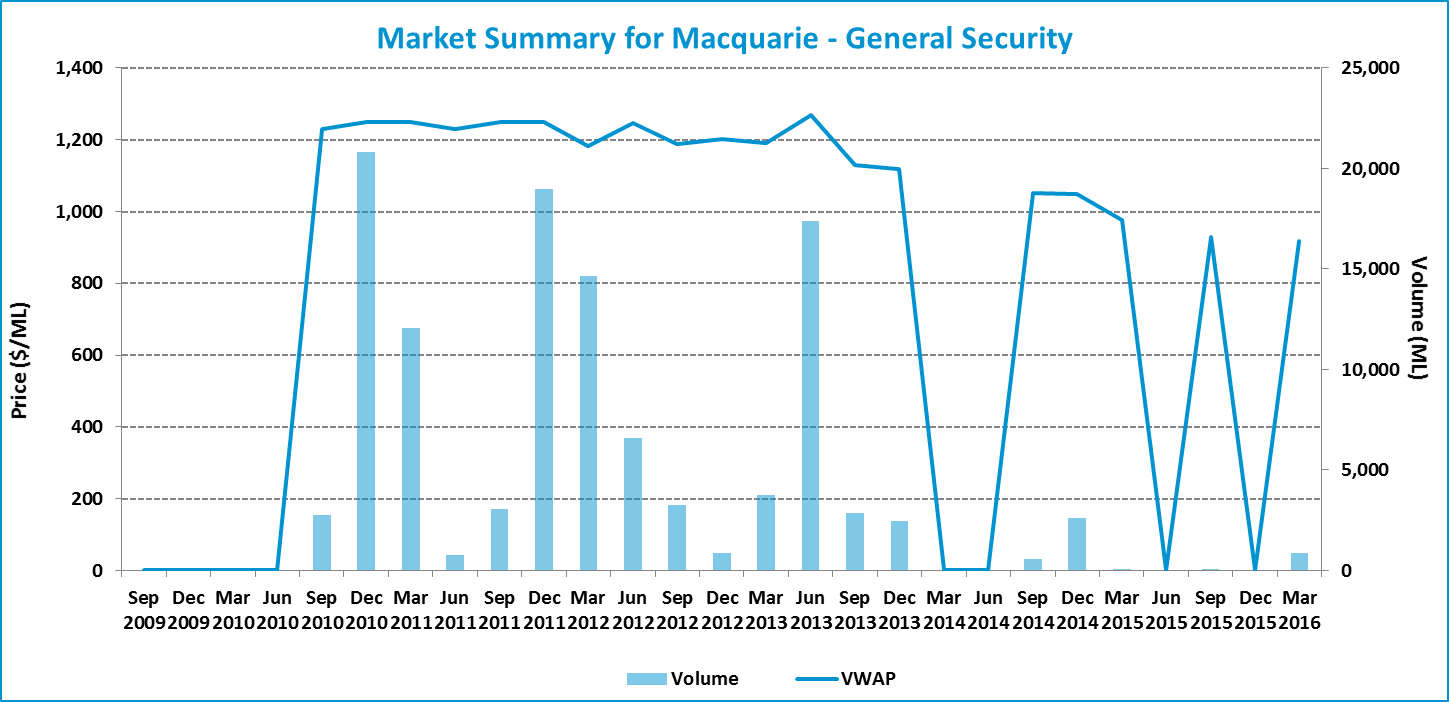 Market Summary for Macquarie - General Security
1,400
1,200
1,000
800
600
400
200
0
Price ($/ML)
25,000
20,000
15,000
10,000
5,000
0
Volume (ML)
Sep Dec Mar Jun Sep Dec Mar Jun Sep Dec Mar Jun Sep Dec Mar Jun Sep Dec Mar Jun Sep Dec Mar Jun Sep Dec Mar
2009 2009 2010 2010 2010 2010 2011 2011 2011 2011 2012 2012 2012 2012 2013 2013 2013 2013 2014 2014 2014 2014 2015 2015 2015 2015 2016
Volume VWAP